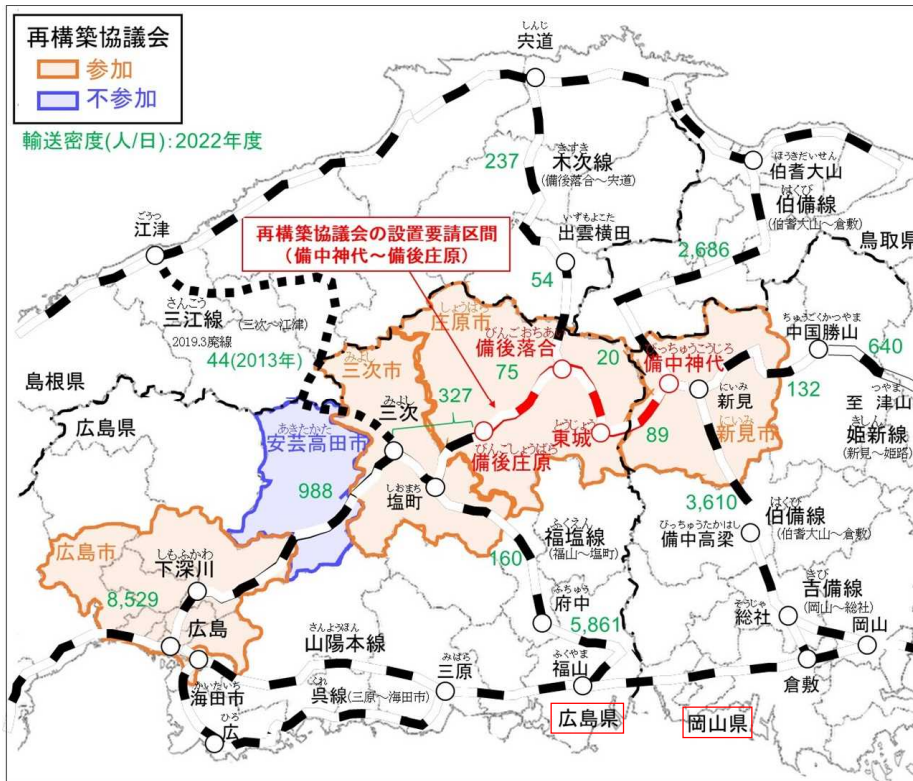 再構築協議会
参加
不参加
輸送密度(人/日):2022年度
しんじ
宍道
237
きすき
木次線
(備後落合～宍道)
ほうきだいせん
伯耆大山
はくび
伯備線
(伯耆大山～倉敷)
ごうつ
江津
再構築協議会の設置要請区間
(備中神代～備後庄原)
いずもよこた
出雲横田
2,686
鳥取県
54
さんこう
三江線
(三次～江津)
2019.3廃線
44(2013年)
しょうばら
庄原市
びんごおちあい
備後落合
75
20
ちゅうごくかつやま
中国勝山
640
びっちゅうこうじろ
備中神代
みよし
三次市
島根県
広島県
327
にいみ
新見
132
つやま
至 津山
きしん
姫新線
(新見～姫路)
みよし
三次
とうじょう
東城
89
にいみ
新見市
あきたかた
安芸高田市
びんごしょうばら
備後庄原
988
しおまち
塩町
3,610
はくび
伯備線
(伯耆大山～倉敷)
びっちゅうたかはし
備中高梁
ふくえん
福塩線
(福山～塩町)
160
広島市
しもふかわ
下深川
8,529
ふちゅう
府中
5,861
きび
吉備線
(岡山～総社)
そうじゃ
総社
岡山
広島
さんようほん
山陽本線
みはら
三原
ふくやま
福山
倉敷
かいたいち
海田市
くれ
呉線(三原～海田市)
ひろ
広
広島県
岡山県